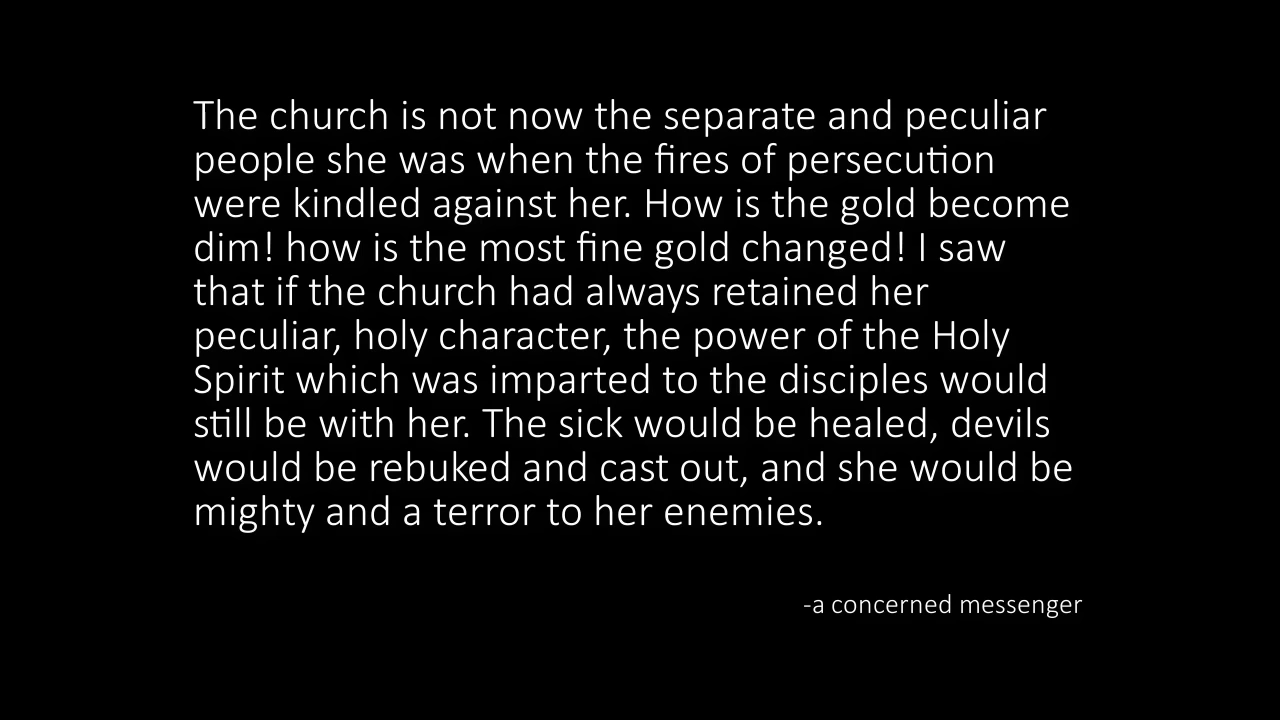 The church is not now the separate and peculiar
people she was when the fires of persecution
were kindled against her. How is the gold become
dim! how is the most fine gold changed! I saw
that if the church had always retained her
peculiar, holy character, the power of the Holy
Spirit which was imparted to the disciples would
still be with her. The sick would be healed, devils
would be rebuked and cast out, and she would be
mighty and a terror to her enemies.
-a concerned messenger